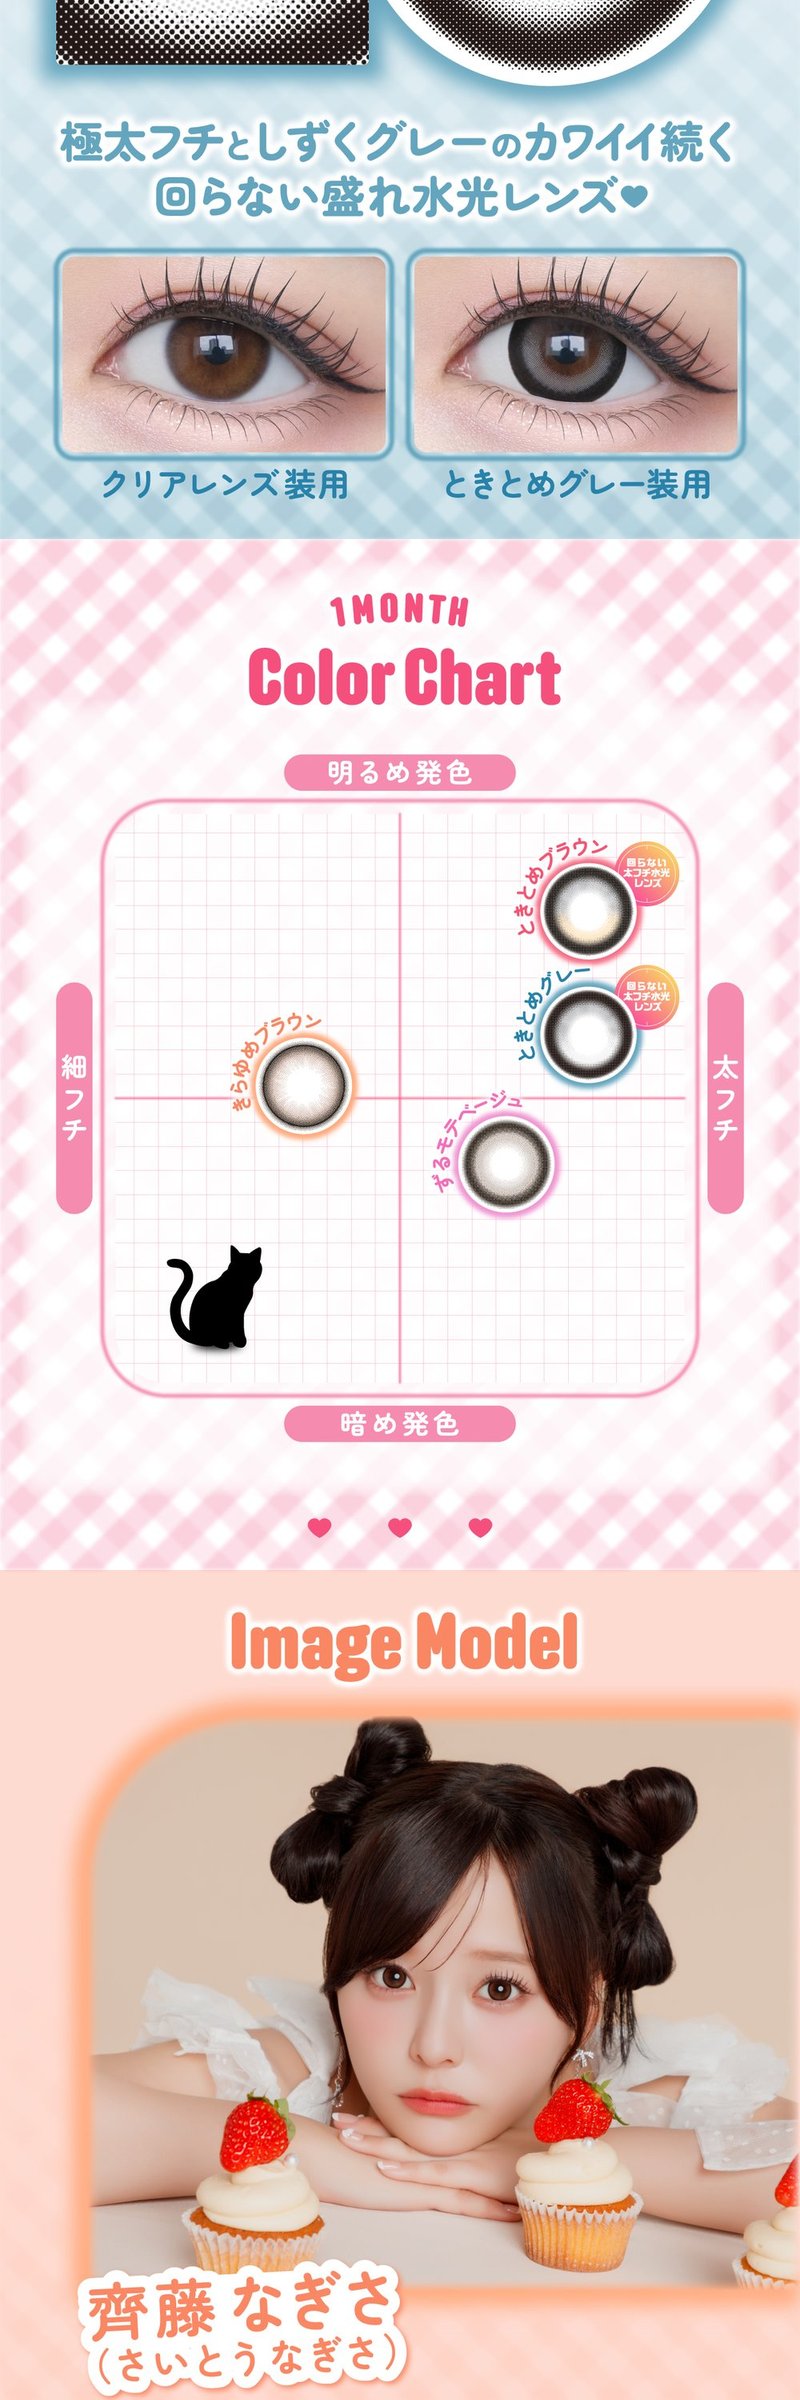 極太フチとしずくグレーのカワイイ続く
回らない盛れ水光レンズ♥
クリアレンズ装用
ときとめグレー装用
1MONTH
Color Chart
明るめ発色
ときとめブラウン
回らない
太フチ水光
レンズ
ときとめグレー
回らない
太フチ水光
レンズ
細フチ
太フチ
きらゆめブラウン
ずるモテベージュ
暗め発色
Image Model
齊藤なぎさ
(さいとうなぎさ)